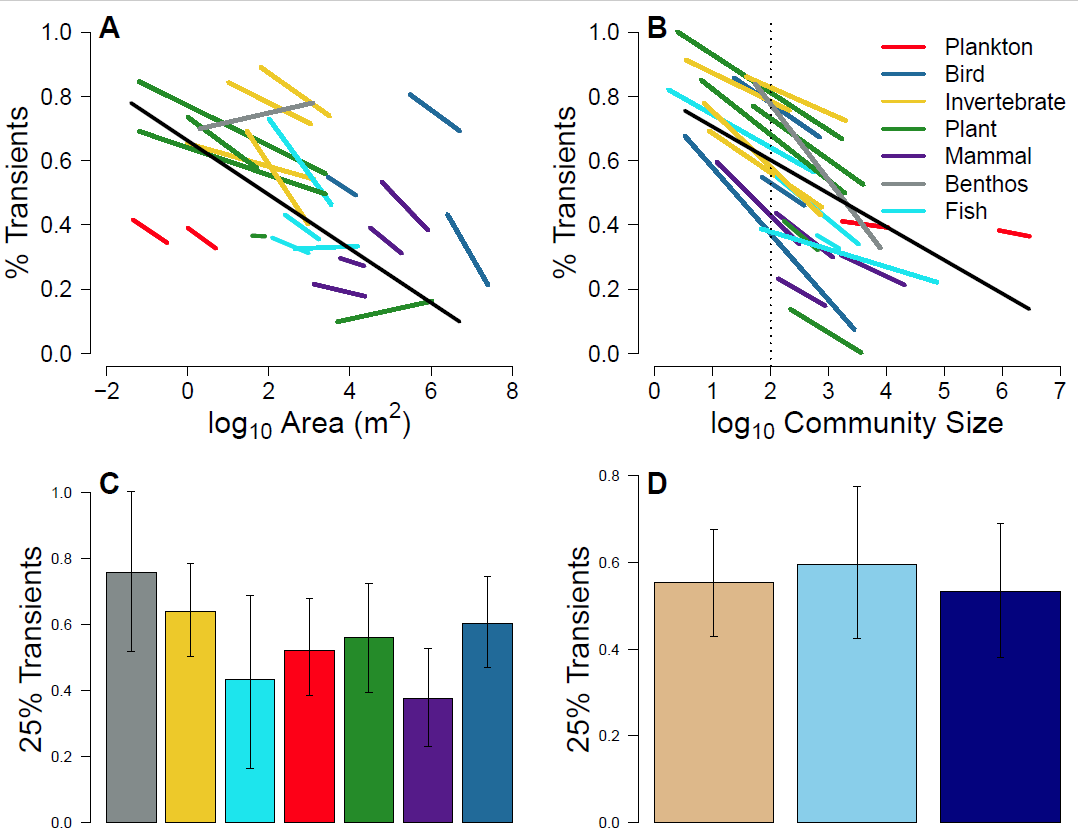 A
1.0
0.8
0.6
0.4
0.2
0.0
% Transients
−2 0 2 4 6 8
log₁₀ Area (m²)
B
1.0
0.8
0.6
0.4
0.2
0.0
% Transients
0 1 2 3 4 5 6 7
log₁₀ Community Size
Plankton
Bird
Invertebrate
Plant
Mammal
Benthos
Fish
C
1.0
0.8
0.6
0.4
0.2
0.0
25% Transients
D
0.8
0.6
0.4
0.2
0.0
25% Transients